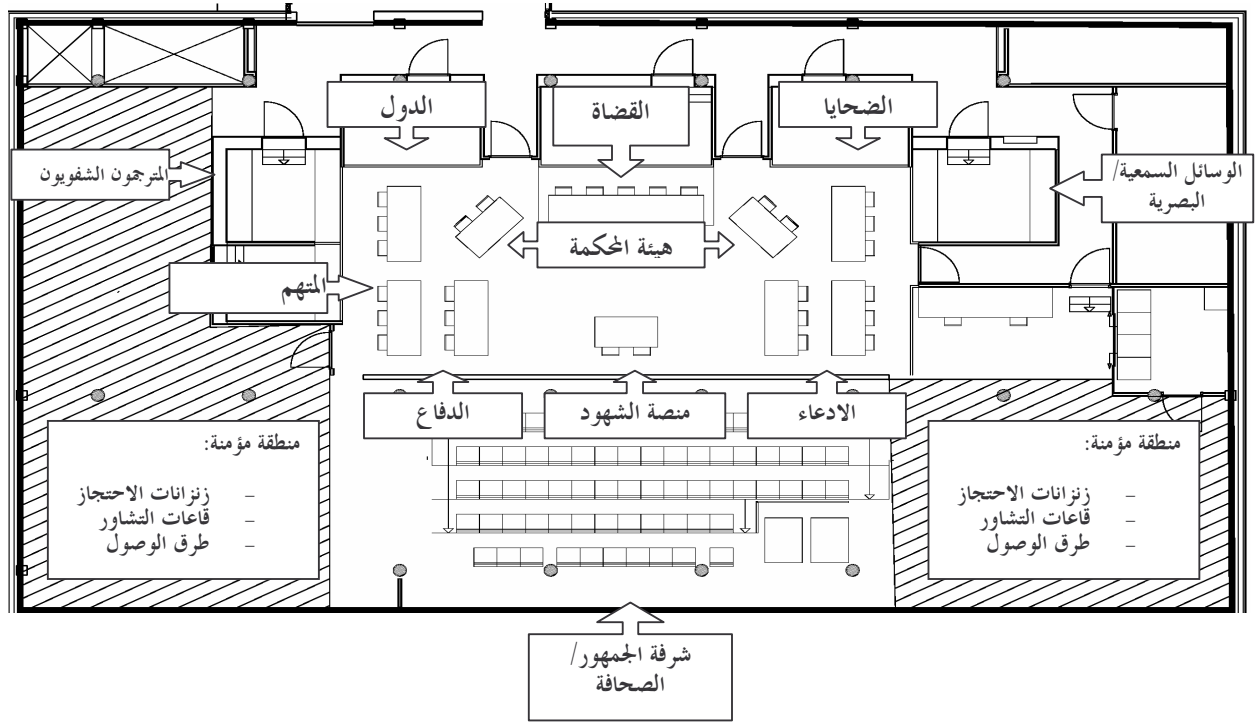 الضحايا
القضاة
الدول
الوسائل السمعية/
البصرية
المترجمون الشفويون
هيئة المحكمة
المتهم
الادعاء
منصة الشهود
الدفاع
منطقة مؤمنة:
- زنزانات الاحتجاز
- قاعات التشاور
- طرق الوصول
منطقة مؤمنة:
- زنزانات الاحتجاز
- قاعات التشاور
- طرق الوصول
شرفة الجمهور/
الصحافة